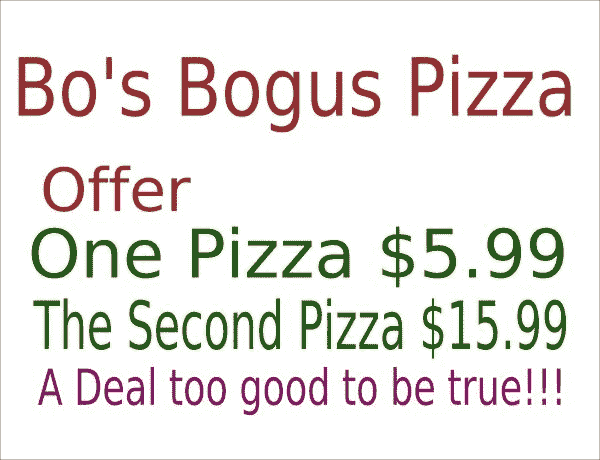 Bo's Bogus Pizza
Offer
One Pizza $5.99
The Second Pizza $15.99
A Deal too good to be true!!!